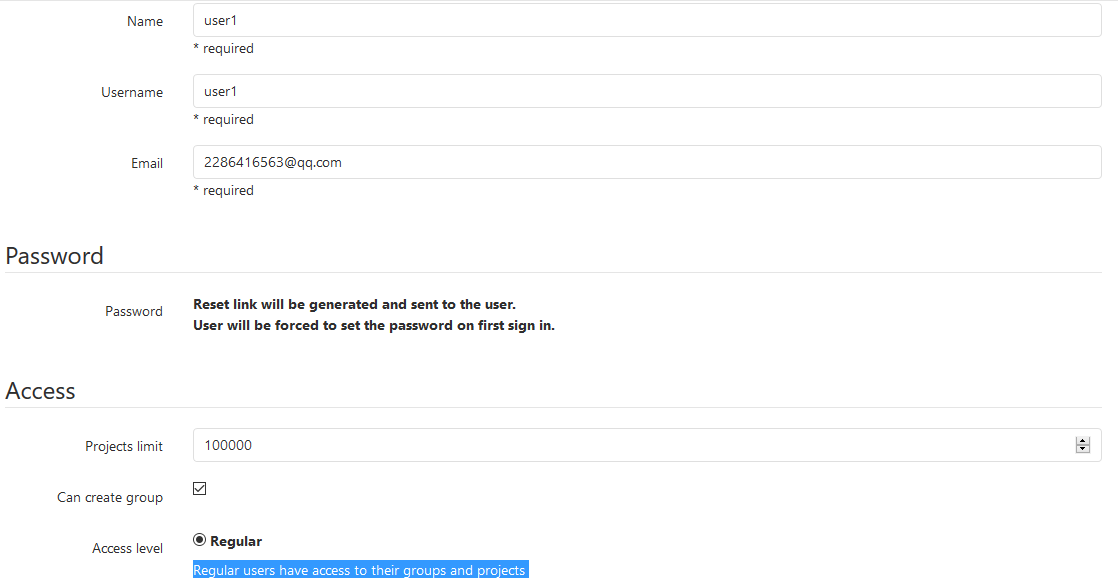 Name user1
* required
Username user1
* required
Email 2286416563@qq.com
* required
Password
Password Reset link will be generated and sent to the user.
User will be forced to set the password on first sign in.
Access
Projects limit 100000
Can create group
Access level Regular
Regular users have access to their groups and projects